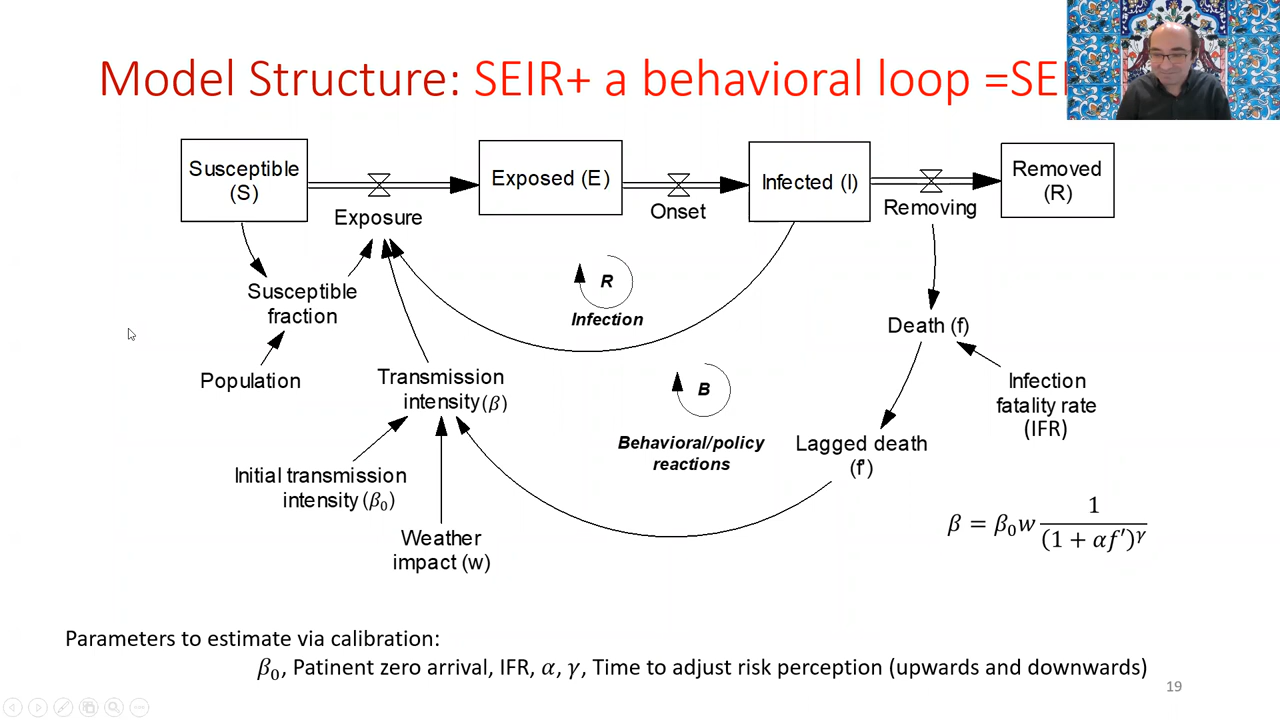 Model Structure: SEIR+ a behavioral loop =SEI
Susceptible
(S)
Exposure
Exposed (E)
Onset
Infected (I)
Removing
Removed
(R)
Susceptible
fraction
R
Infection
Death (f)
Population
Transmission
intensity(β)
B
Behavioral/policy
reactions
Infection
fatality rate
(IFR)
Lagged death
(f')
Initial transmission
intensity(β₀)
Weather
impact (w)
β = β₀w 1/(1 + αf′)^γ
Parameters to estimate via calibration:
β₀, Patinent zero arrival, IFR, α, γ, Time to adjust risk perception (upwards and downwards)
19